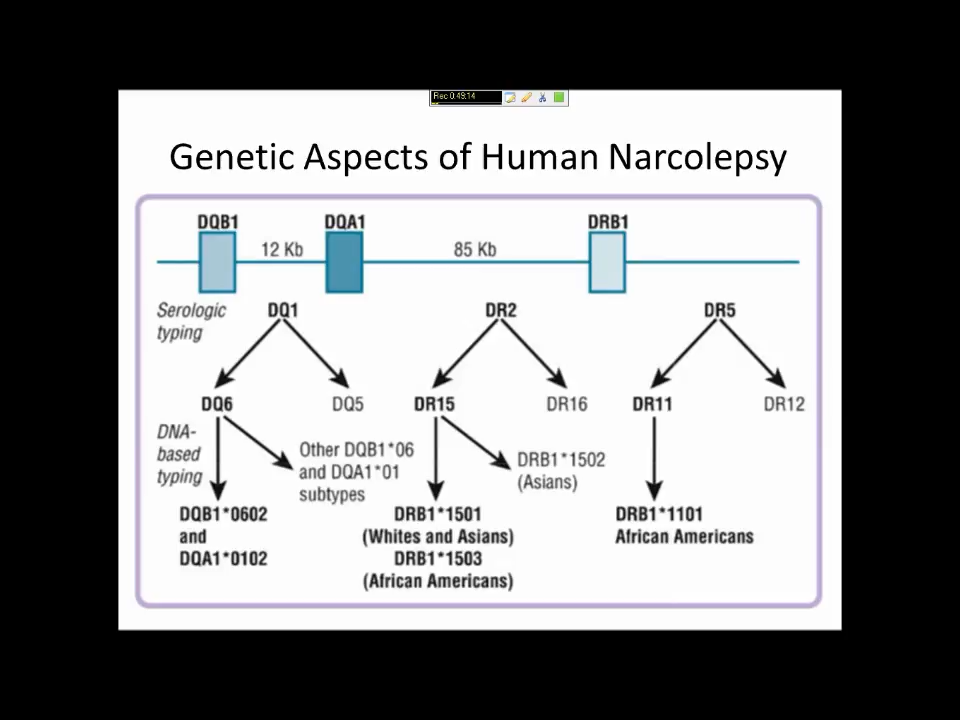 Rec 0:49:14
Genetic Aspects of Human Narcolepsy
DQB1
DQA1
DRB1
12 Kb
85 Kb
Serologic
typing
DQ1
DR2
DR5
DQ6
DQ5
DR15
DR16
DR11
DR12
DNA-
based
typing
Other DQB1*06
and DQA1*01
subtypes
DRB1*1502
(Asians)
DQB1*0602
and
DQA1*0102
DRB1*1501
(Whites and Asians)
DRB1*1503
(African Americans)
DRB1*1101
African Americans